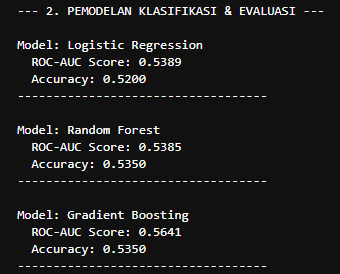 --- 2. PEMODELAN KLASIFIKASI & EVALUASI ---
Model: Logistic Regression
ROC-AUC Score: 0.5389
Accuracy: 0.5200
-----------------------------------
Model: Random Forest
ROC-AUC Score: 0.5385
Accuracy: 0.5350
-----------------------------------
Model: Gradient Boosting
ROC-AUC Score: 0.5641
Accuracy: 0.5350
-----------------------------------